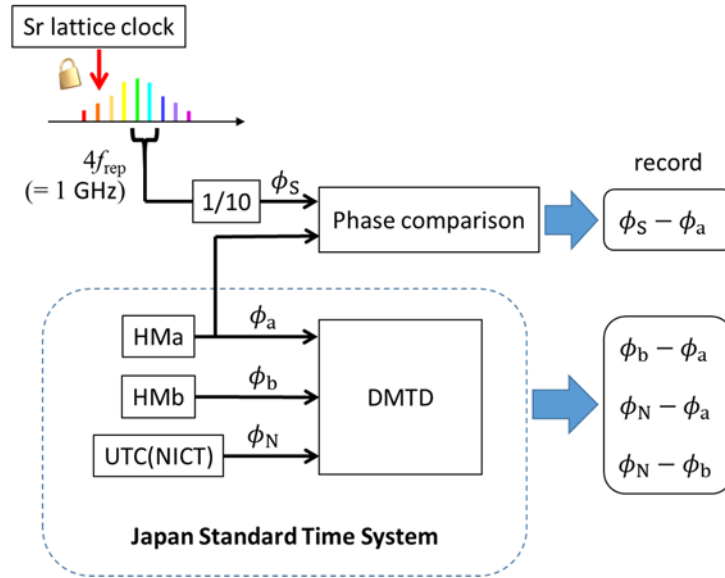 Sr lattice clock
4f_rep
(= 1 GHz)
1/10
ϕ_S
Phase comparison
record
ϕ_S − ϕ_a
HMa
ϕ_a
HMb
ϕ_b
UTC(NICT)
ϕ_N
DMTD
ϕ_b − ϕ_a
ϕ_N − ϕ_a
ϕ_N − ϕ_b
Japan Standard Time System